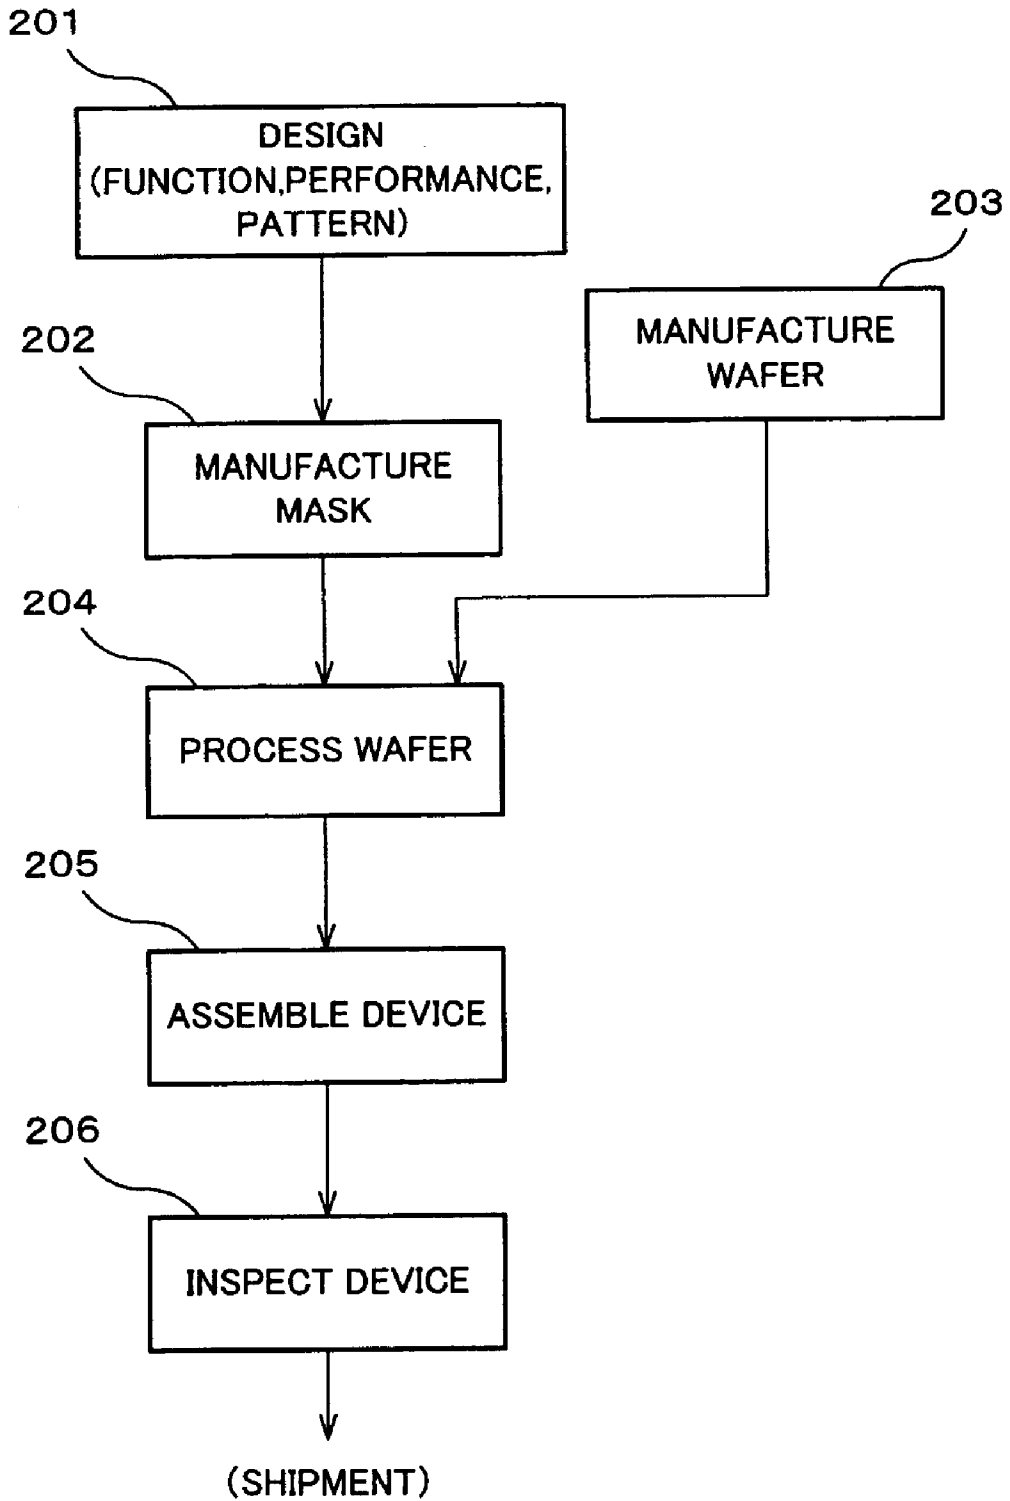 201
DESIGN
(FUNCTION,PERFORMANCE,
PATTERN)
203
MANUFACTURE
WAFER
202
MANUFACTURE
MASK
204
PROCESS WAFER
205
ASSEMBLE DEVICE
206
INSPECT DEVICE
(SHIPMENT)